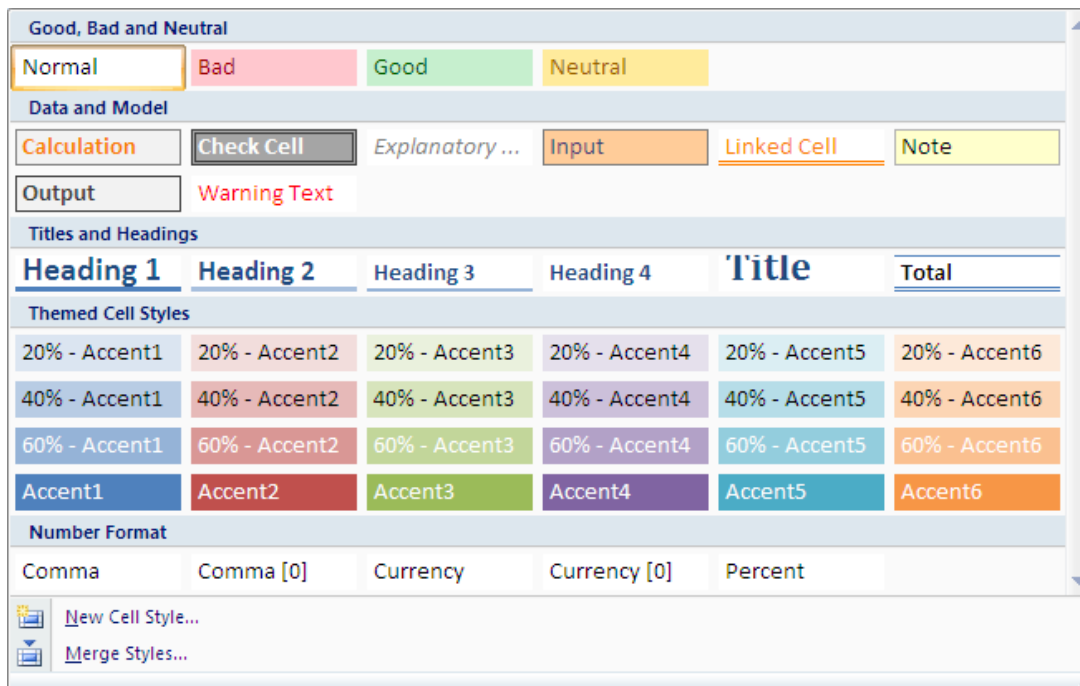 Good, Bad and Neutral
Normal Bad Good Neutral
Data and Model
Calculation Check Cell Explanatory ... Input Linked Cell Note
Output Warning Text
Titles and Headings
Heading 1 Heading 2 Heading 3 Heading 4 Title Total
Themed Cell Styles
20% - Accent1 20% - Accent2 20% - Accent3 20% - Accent4 20% - Accent5 20% - Accent6
40% - Accent1 40% - Accent2 40% - Accent3 40% - Accent4 40% - Accent5 40% - Accent6
60% - Accent1 60% - Accent2 60% - Accent3 60% - Accent4 60% - Accent5 60% - Accent6
Accent1 Accent2 Accent3 Accent4 Accent5 Accent6
Number Format
Comma Comma [0] Currency Currency [0] Percent
New Cell Style...
Merge Styles...